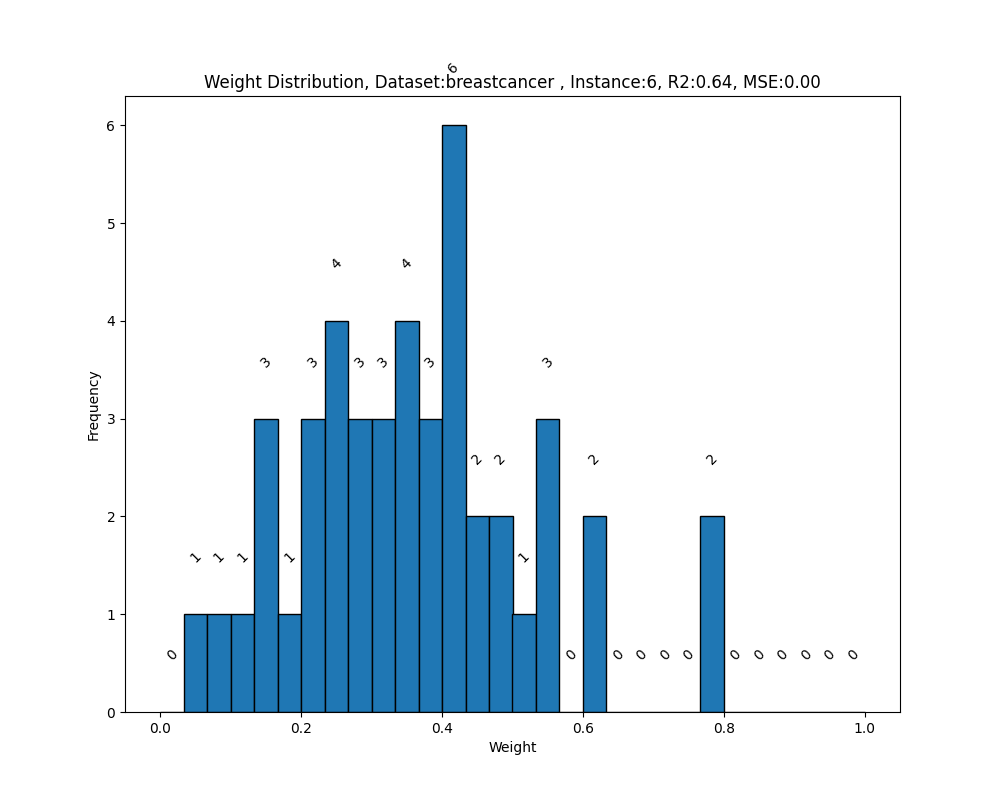 6
Weight Distribution, Dataset:breastcancer , Instance:6, R2:0.64, MSE:0.00
6
5
4
3
2
1
0
Frequency
0 1 1 1 3 1 3 4 3 3 4 3 2 2 1 3 0 2 0 0 0 0 2 0 0 0 0 0 0
0.0 0.2 0.4 0.6 0.8 1.0
Weight